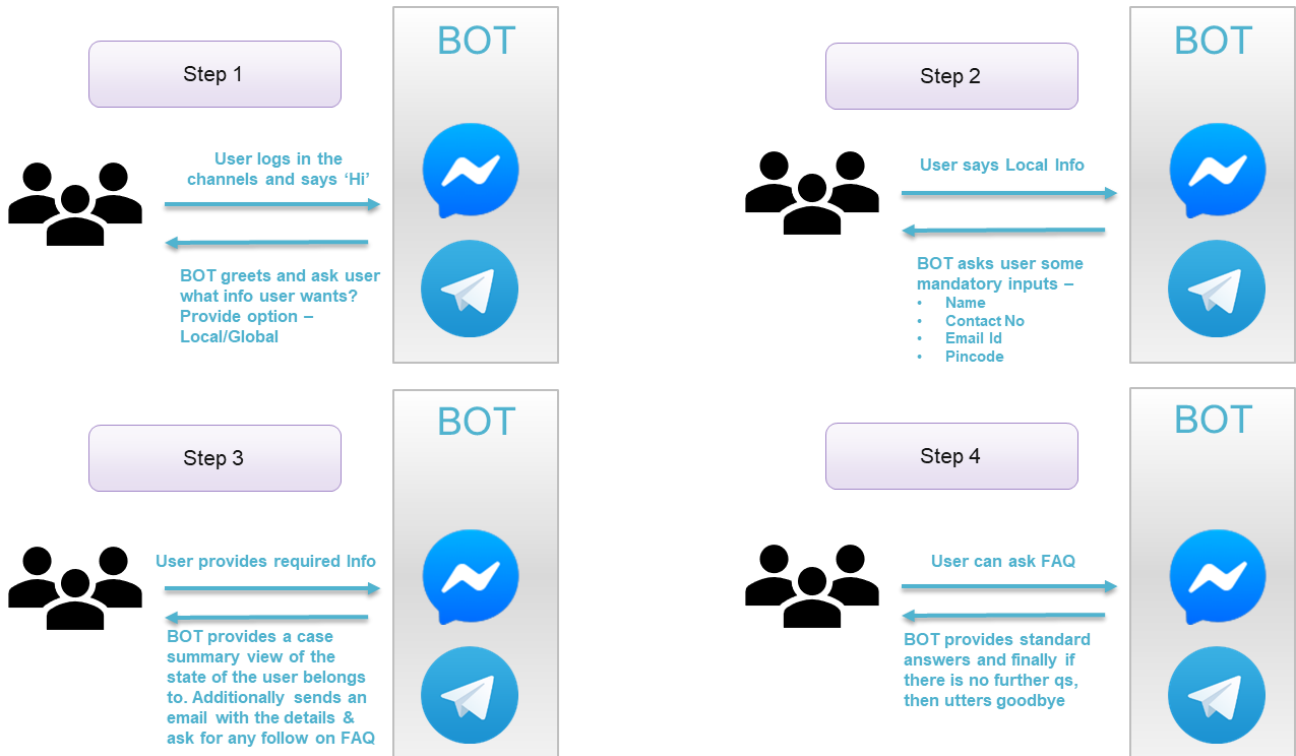 Step 1
BOT
User logs in the
channels and says ‘Hi’
BOT greets and ask user
what info user wants?
Provide option –
Local/Global
Step 2
BOT
User says Local Info
BOT asks user some
mandatory inputs –
• Name
• Contact No
• Email Id
• Pincode
Step 3
BOT
User provides required Info
BOT provides a case
summary view of the
state of the user belongs
to. Additionally sends an
email with the details &
ask for any follow on FAQ
Step 4
BOT
User can ask FAQ
BOT provides standard
answers and finally if
there is no further qs,
then utters goodbye